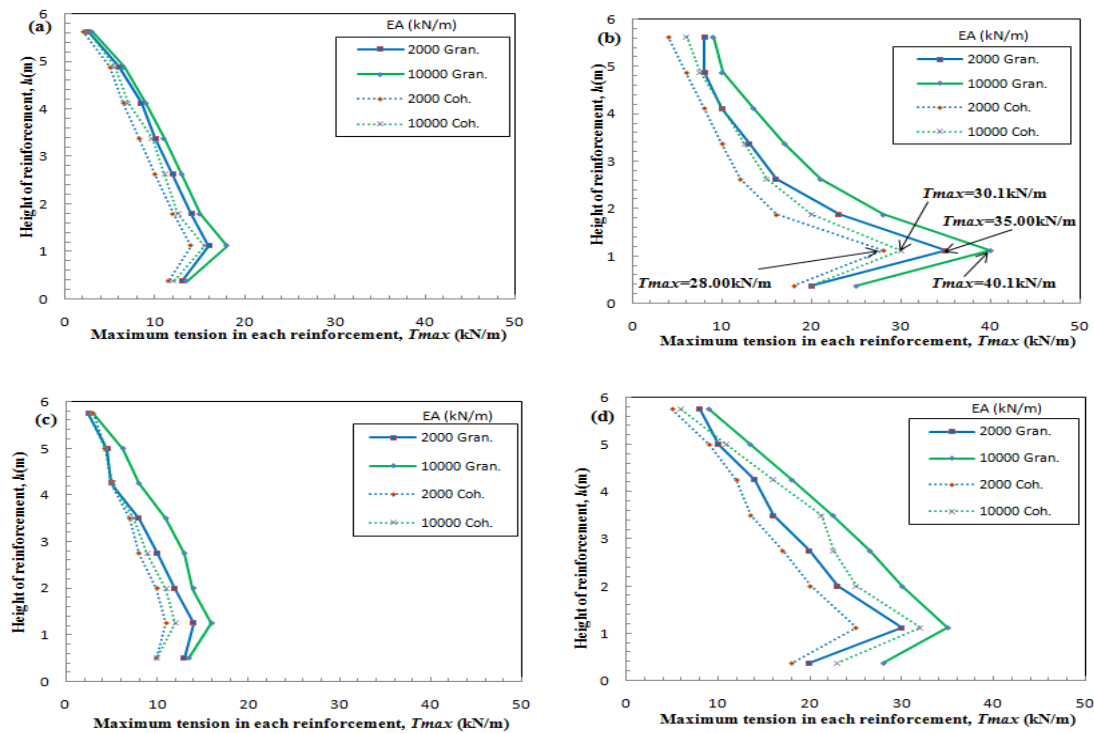 (a)
EA (kN/m)
2000 Gran.
10000 Gran.
2000 Coh.
10000 Coh.
Height of reinforcement, h(m)
6
5
4
3
2
1
0
0 10 20 30 40 50
Maximum tension in each reinforcement, Tmax (kN/m)
(b)
EA (kN/m)
2000 Gran.
10000 Gran.
2000 Coh.
10000 Coh.
Tmax=30.1kN/m
Tmax=35.00kN/m
Tmax=28.00kN/m
Tmax=40.1kN/m
Height of reinforcement, h(m)
6
5
4
3
2
1
0
0 10 20 30 40 50
Maximum tension in each reinforcement, Tmax (kN/m)
(c)
EA (kN/m)
2000 Gran.
10000 Gran.
2000 Coh.
10000 Coh.
Height of reinforcement, h(m)
6
5
4
3
2
1
0
0 10 20 30 40 50
Maximum tension in each reinforcement, Tmax (kN/m)
(d)
EA (kN/m)
2000 Gran.
10000 Gran.
2000 Coh.
10000 Coh.
Height of reinforcement, h(m)
6
5
4
3
2
1
0
0 10 20 30 40 50
Maximum tension in each reinforcement, Tmax (kN/m)